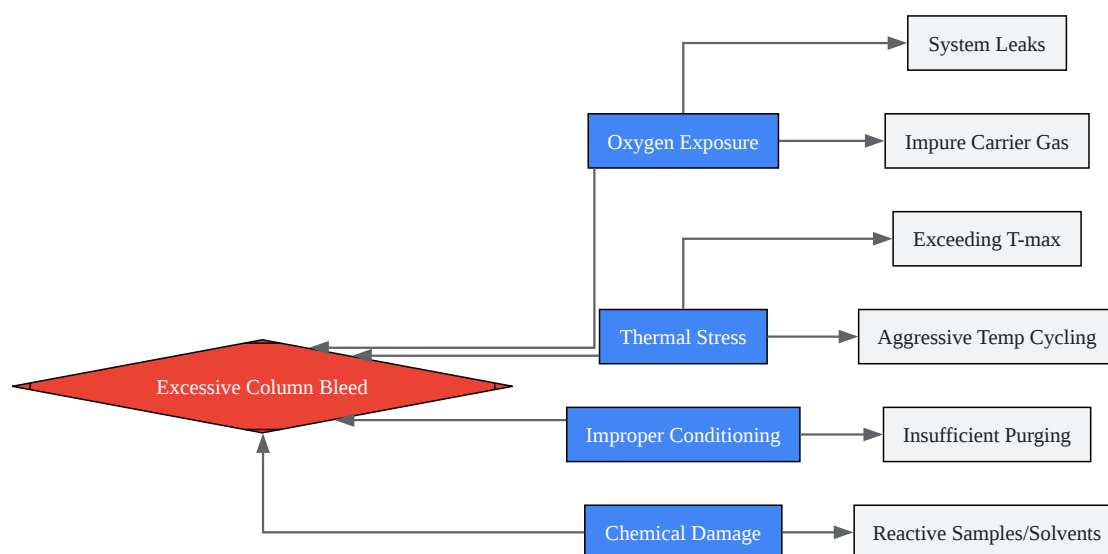 System Leaks
Oxygen Exposure
Impure Carrier Gas
Exceeding T-max
Thermal Stress
Aggressive Temp Cycling
Excessive Column Bleed
Improper Conditioning
Insufficient Purging
Chemical Damage
Reactive Samples/Solvents